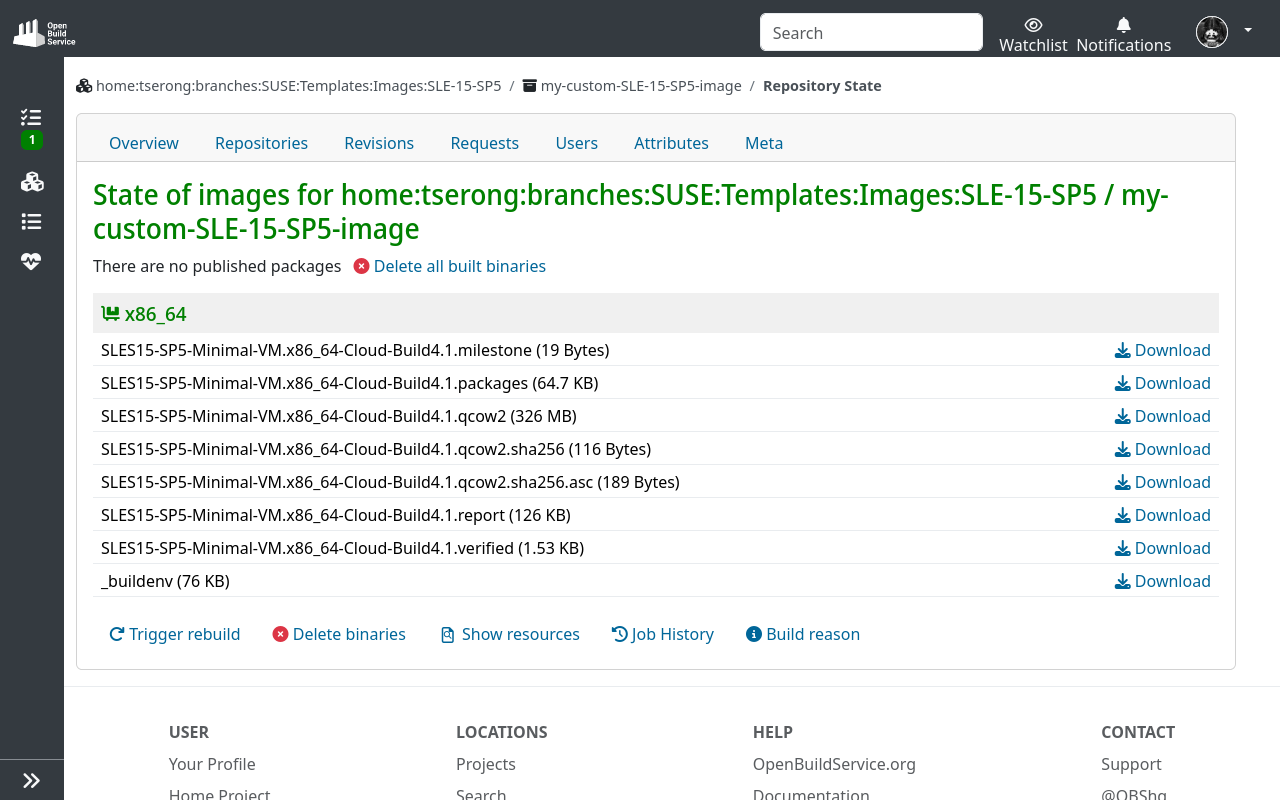 Open
Build
Service
Search
Watchlist
Notifications
home:tserong:branches:SUSE:Templates:Images:SLE-15-SP5 / my-custom-SLE-15-SP5-image / Repository State
1
Overview Repositories Revisions Requests Users Attributes Meta
State of images for home:tserong:branches:SUSE:Templates:Images:SLE-15-SP5 / my-
custom-SLE-15-SP5-image
There are no published packages Delete all built binaries
x86_64
SLES15-SP5-Minimal-VM.x86_64-Cloud-Build4.1.milestone (19 Bytes) Download
SLES15-SP5-Minimal-VM.x86_64-Cloud-Build4.1.packages (64.7 KB) Download
SLES15-SP5-Minimal-VM.x86_64-Cloud-Build4.1.qcow2 (326 MB) Download
SLES15-SP5-Minimal-VM.x86_64-Cloud-Build4.1.qcow2.sha256 (116 Bytes) Download
SLES15-SP5-Minimal-VM.x86_64-Cloud-Build4.1.qcow2.sha256.asc (189 Bytes) Download
SLES15-SP5-Minimal-VM.x86_64-Cloud-Build4.1.report (126 KB) Download
SLES15-SP5-Minimal-VM.x86_64-Cloud-Build4.1.verified (1.53 KB) Download
_buildenv (76 KB) Download
Trigger rebuild Delete binaries Show resources Job History Build reason
USER LOCATIONS HELP CONTACT
Your Profile Projects OpenBuildService.org Support
Home Project Search Documentation @OBShq